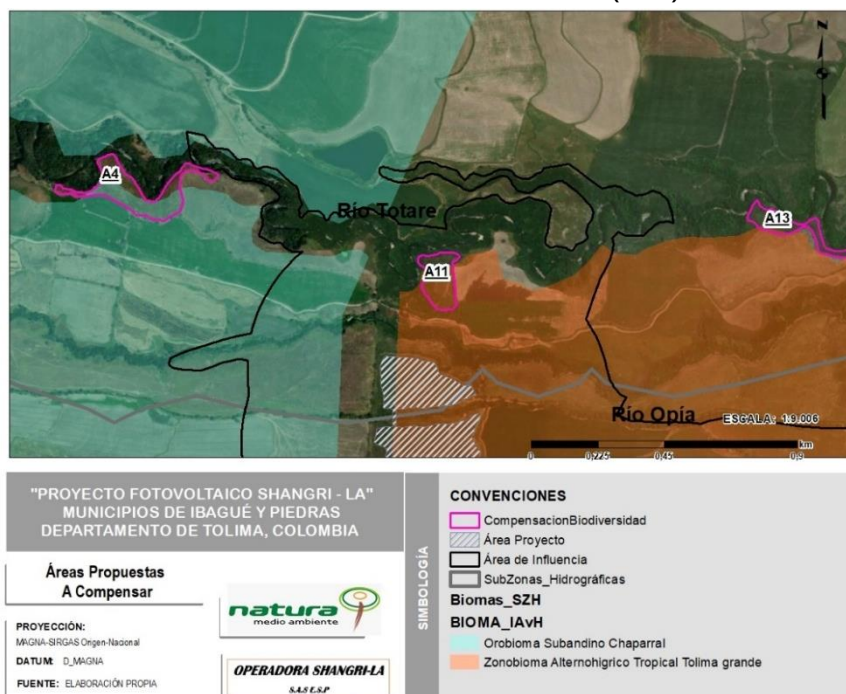 N
A4
Río Totare
A13
A11
Río Opía
ESCALA: 1:9.006
km
0 0,225 0,45 0,9
"PROYECTO FOTOVOLTAICO SHANGRI - LA"
MUNICIPIOS DE IBAGUÉ Y PIEDRAS
DEPARTAMENTO DE TOLIMA, COLOMBIA
Áreas Propuestas
A Compensar
PROYECCIÓN:
MAGNA-SIRGAS Origen-Nacional
DATUM: D_MAGNA
FUENTE: ELABORACIÓN PROPIA
natura
medio ambiente
OPERADORA SHANGRI-LA
S.A.S E.S.P
SIMBOLOGÍA
CONVENCIONES
CompensacionBiodiversidad
Área Proyecto
Área de Influencia
SubZonas_Hidrográficas
Biomas_SZH
BIOMA_IAvH
Orobioma Subandino Chaparral
Zonobioma Alternohigrico Tropical Tolima grande